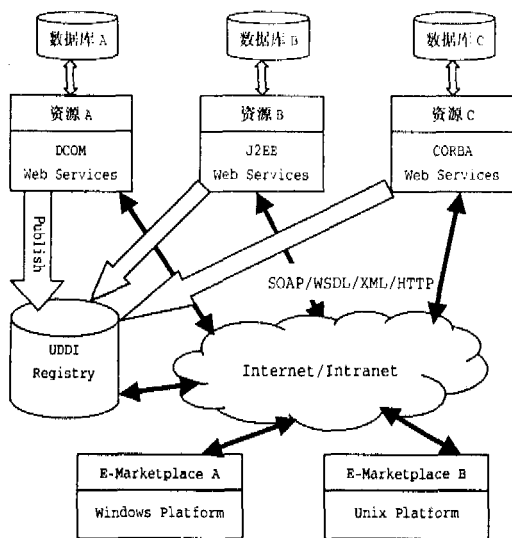 数据库 A
数据库 B
数据库 C
资源 A
资源 B
资源 C
DCOM
Web Services
J2EE
Web Services
CORBA
Web Services
Publish
SOAP/WSDL/XML/HTTP
UDDI
Registry
Internet/Intranet
E-Marketplace A
Windows Platform
E-Marketplace B
Unix Platform